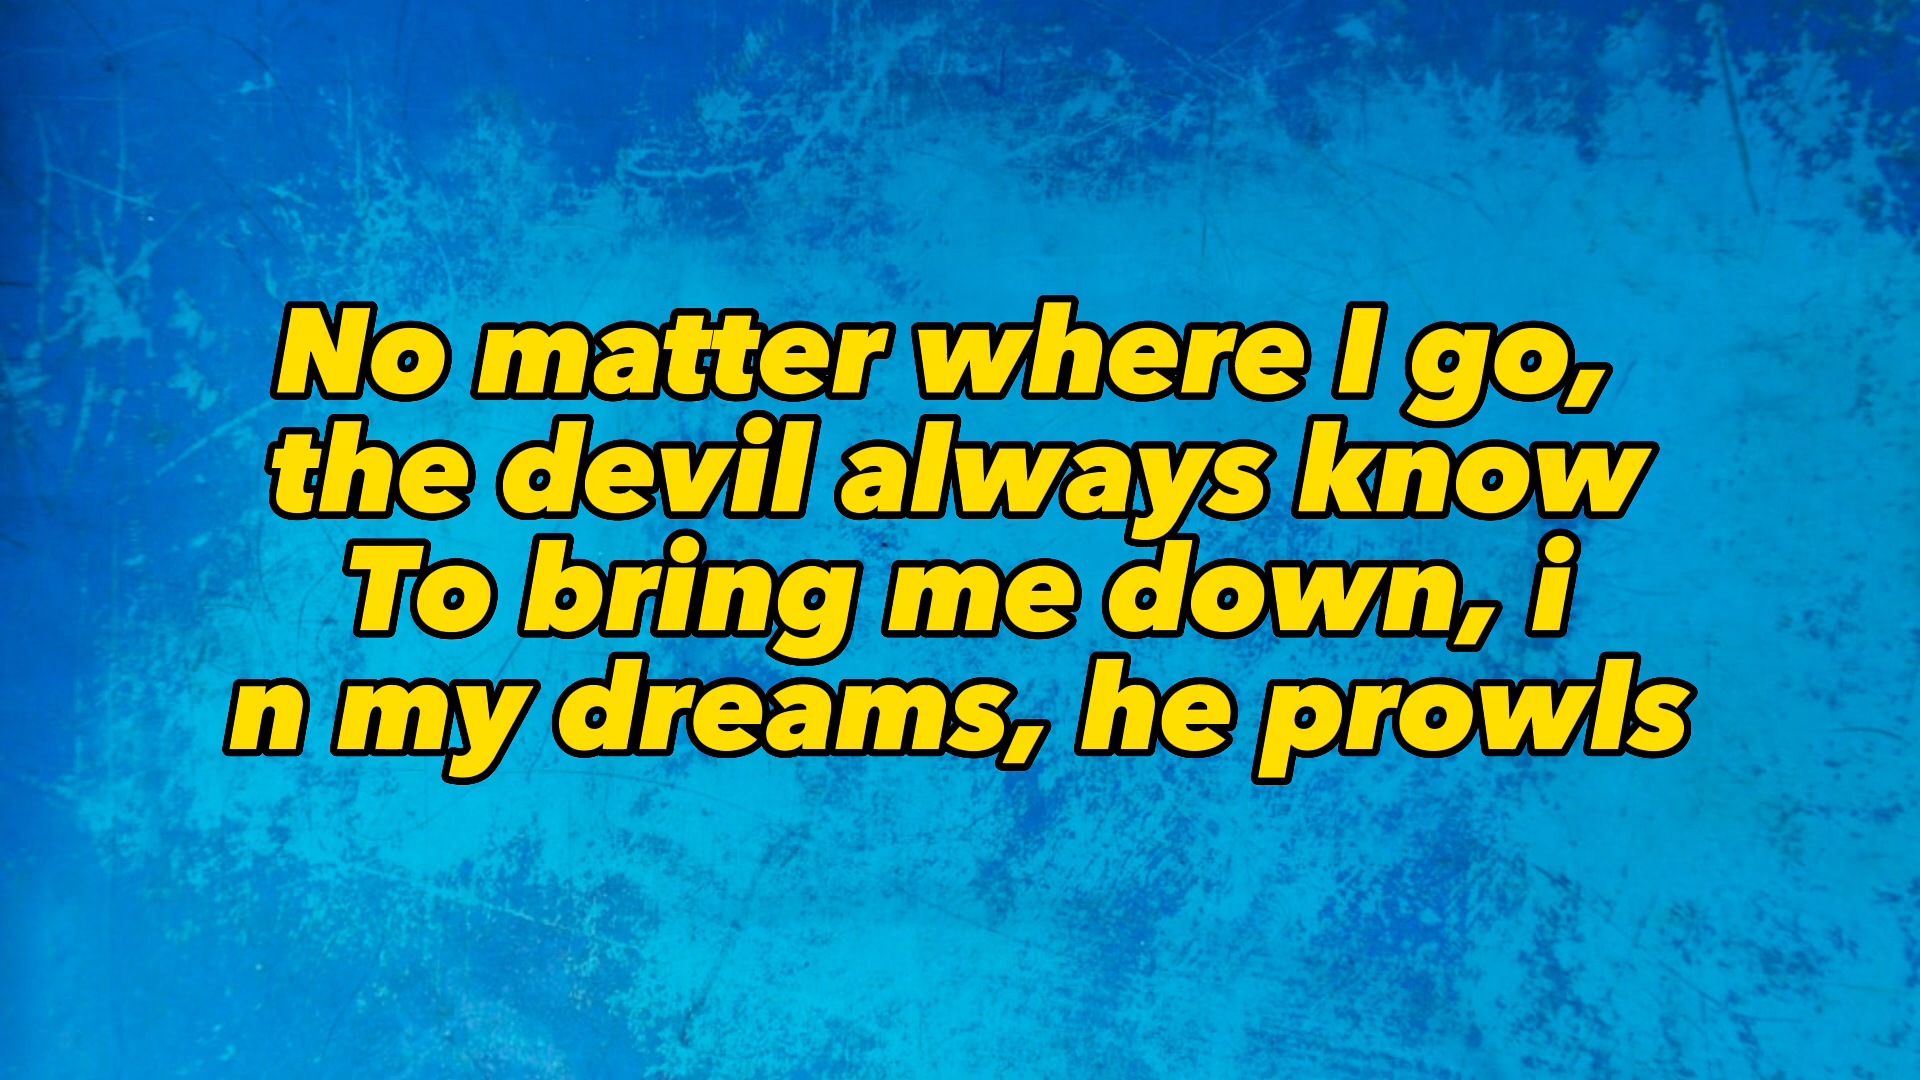 No matter where I go,
the devil always know
To bring me down, i
n my dreams, he prowls